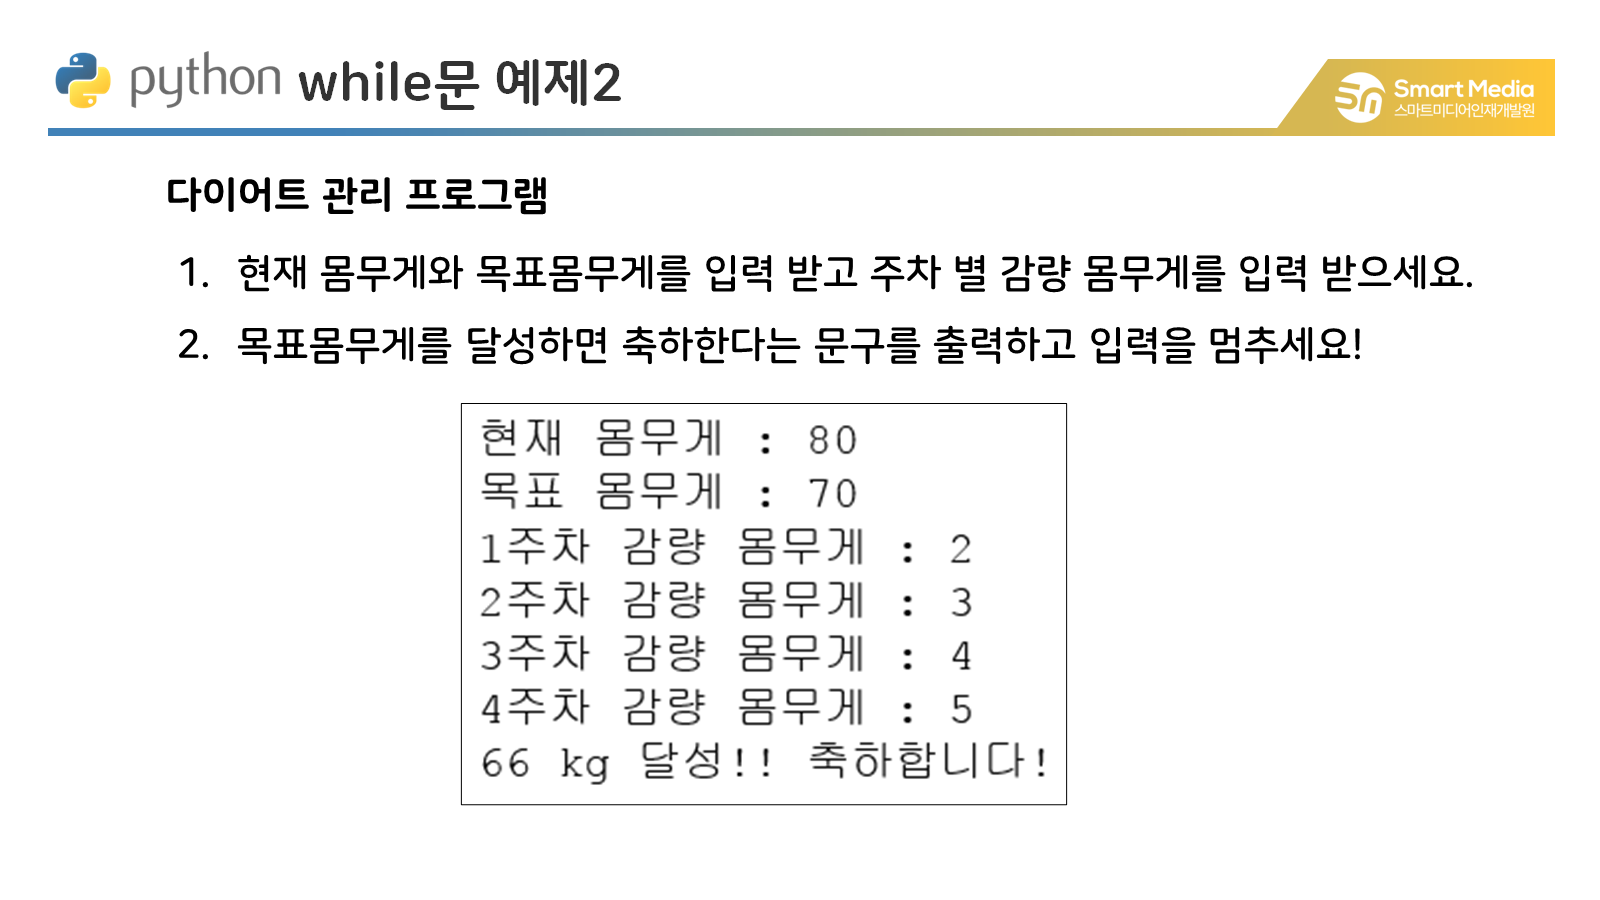 python while문 예제2
Smart Media
스마트미디어인재개발원
다이어트 관리 프로그램
1. 현재 몸무게와 목표몸무게를 입력 받고 주차 별 감량 몸무게를 입력 받으세요.
2. 목표몸무게를 달성하면 축하한다는 문구를 출력하고 입력을 멈추세요!
현재 몸무게 : 80
목표 몸무게 : 70
1주차 감량 몸무게 : 2
2주차 감량 몸무게 : 3
3주차 감량 몸무게 : 4
4주차 감량 몸무게 : 5
66 kg 달성!! 축하합니다!